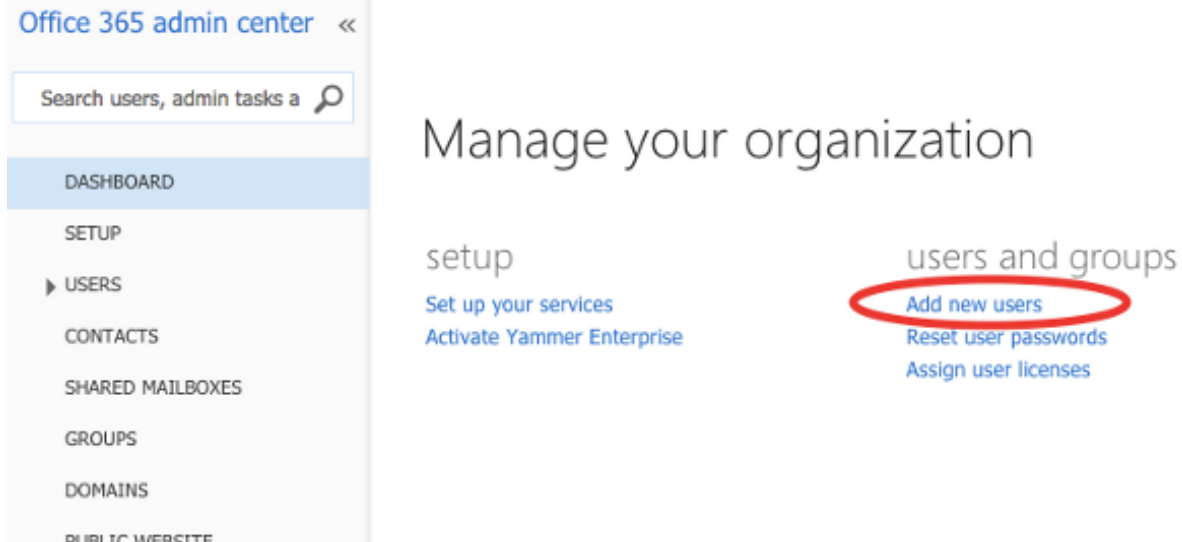 Office 365 admin center «
Search users, admin tasks a
DASHBOARD
SETUP
USERS
CONTACTS
SHARED MAILBOXES
GROUPS
DOMAINS
PUBLIC WEBSITE
Manage your organization
setup
Set up your services
Activate Yammer Enterprise
users and groups
Add new users
Reset user passwords
Assign user licenses